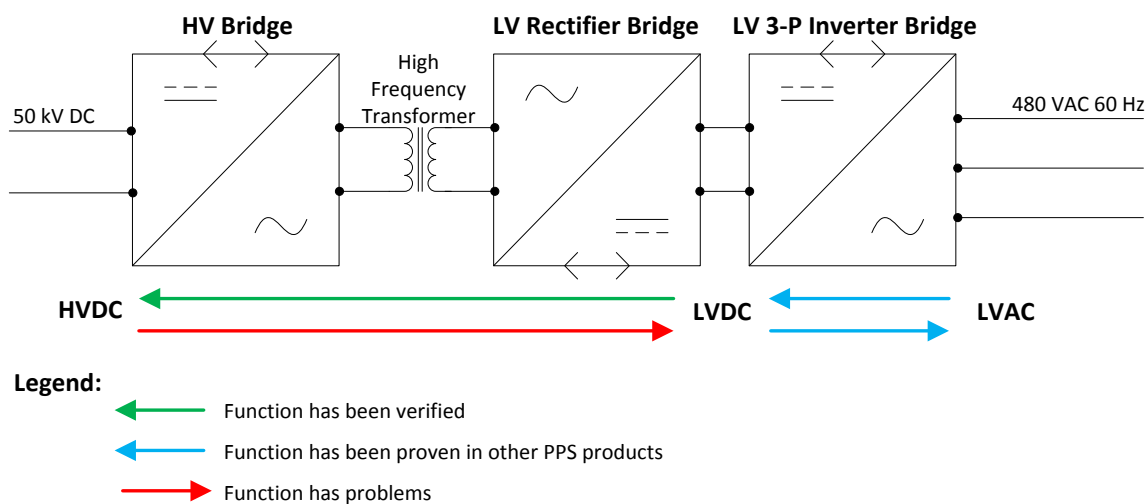 HV Bridge
LV Rectifier Bridge
LV 3-P Inverter Bridge
High
Frequency
Transformer
50 kV DC
480 VAC 60 Hz
HVDC
LVDC
LVAC
Legend:
Function has been verified
Function has been proven in other PPS products
Function has problems